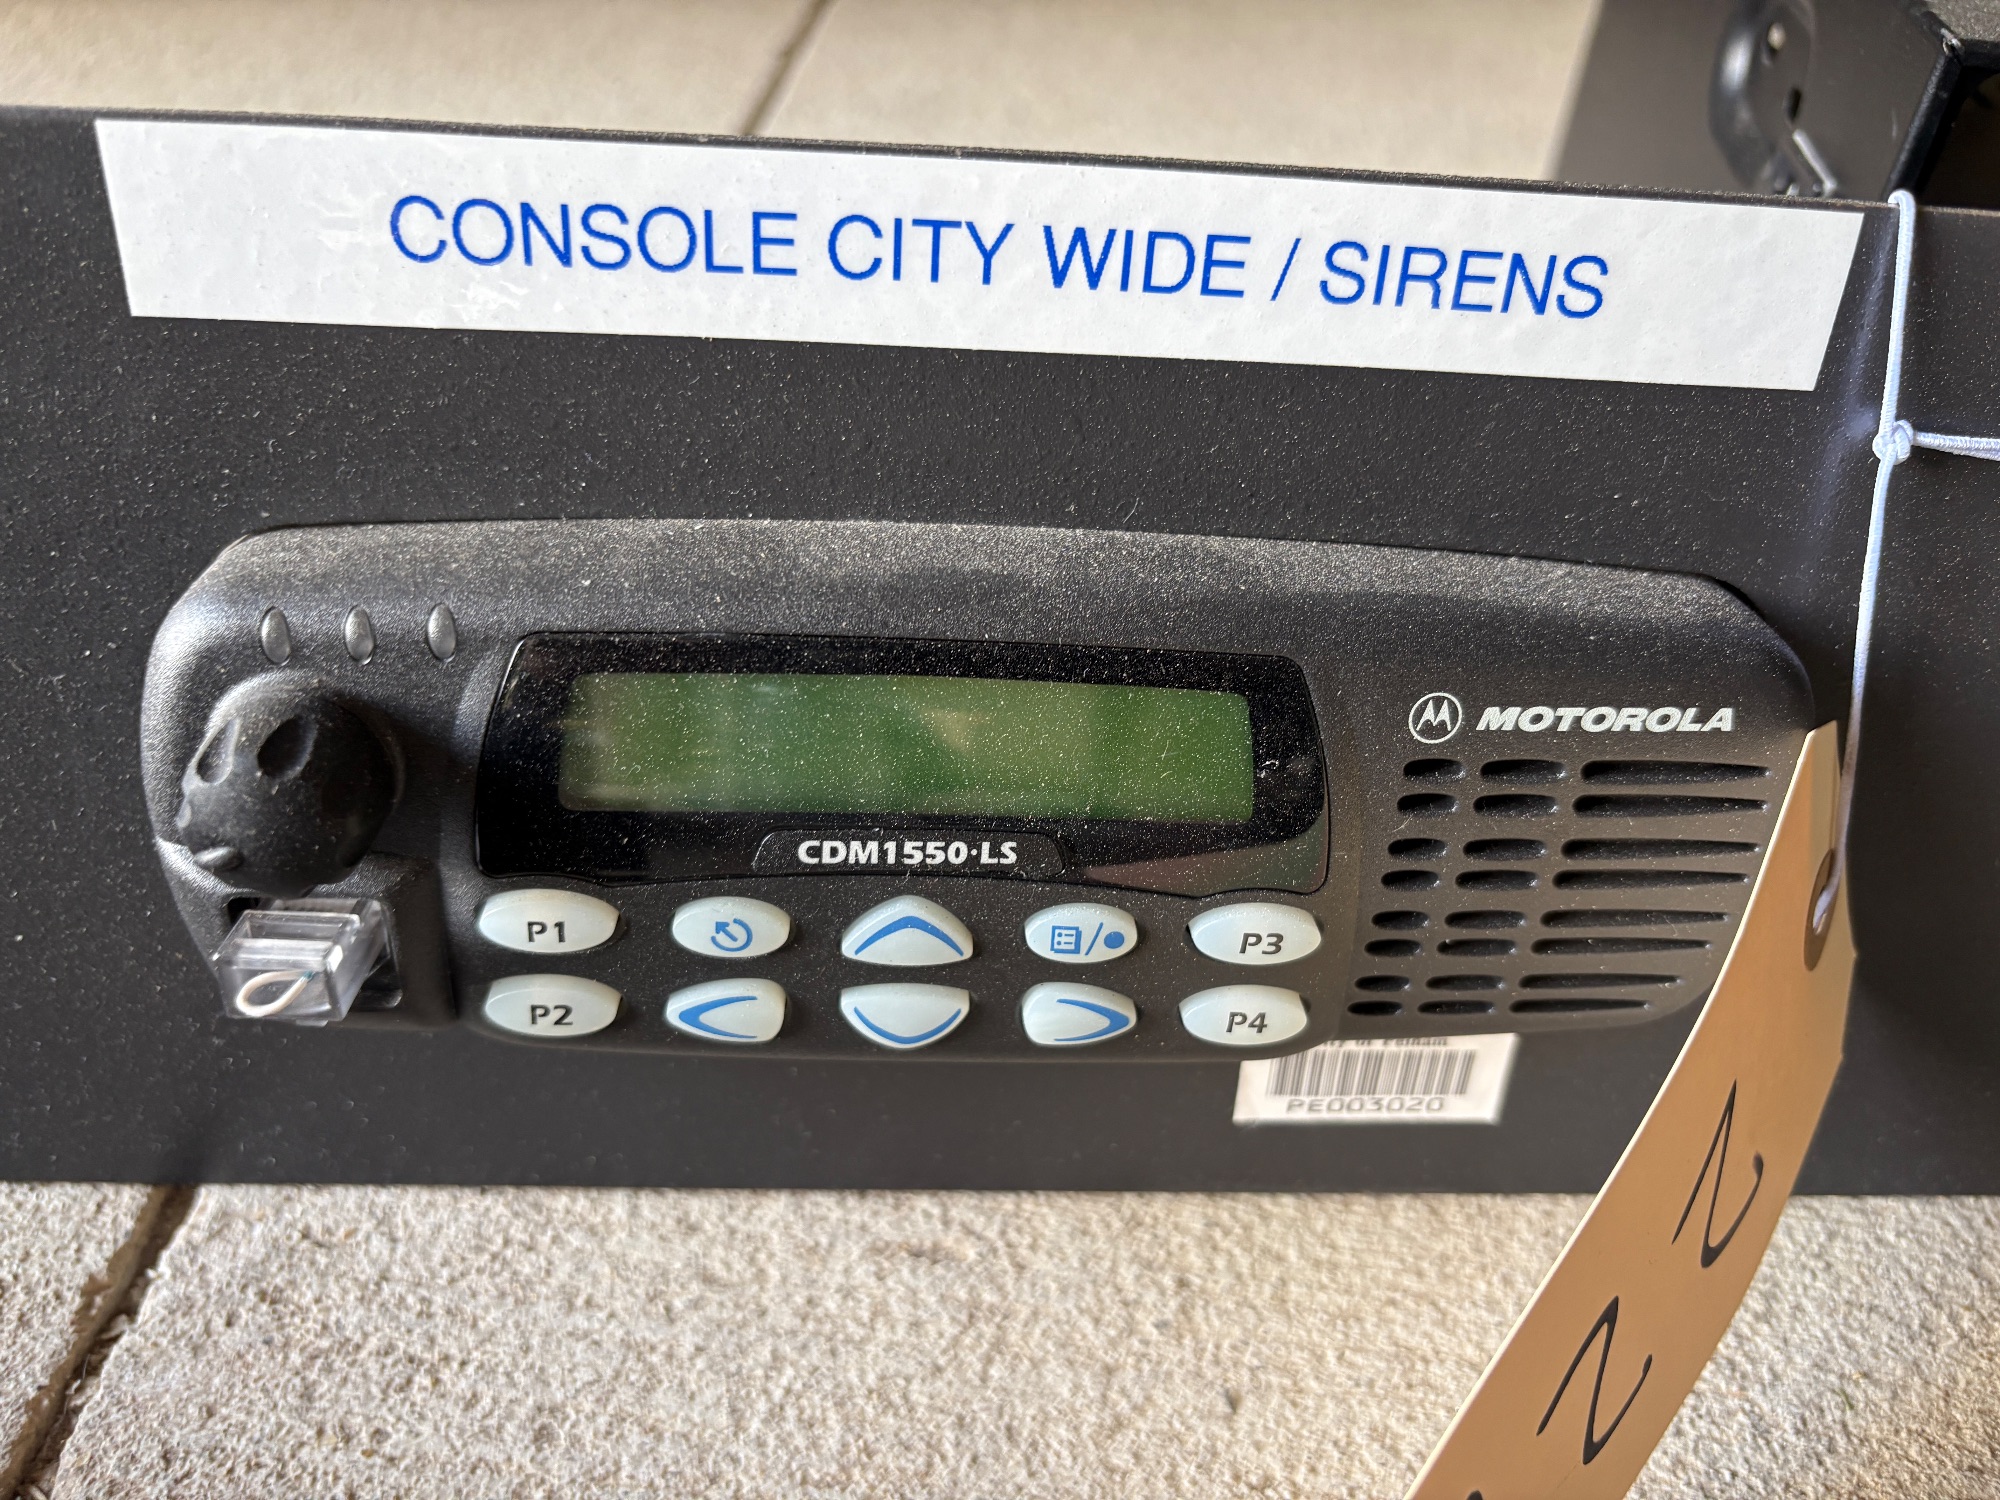 CONSOLE CITY WIDE / SIRENS
MOTOROLA
CDM1550·LS
P1
P3
P2
P4
PE003020